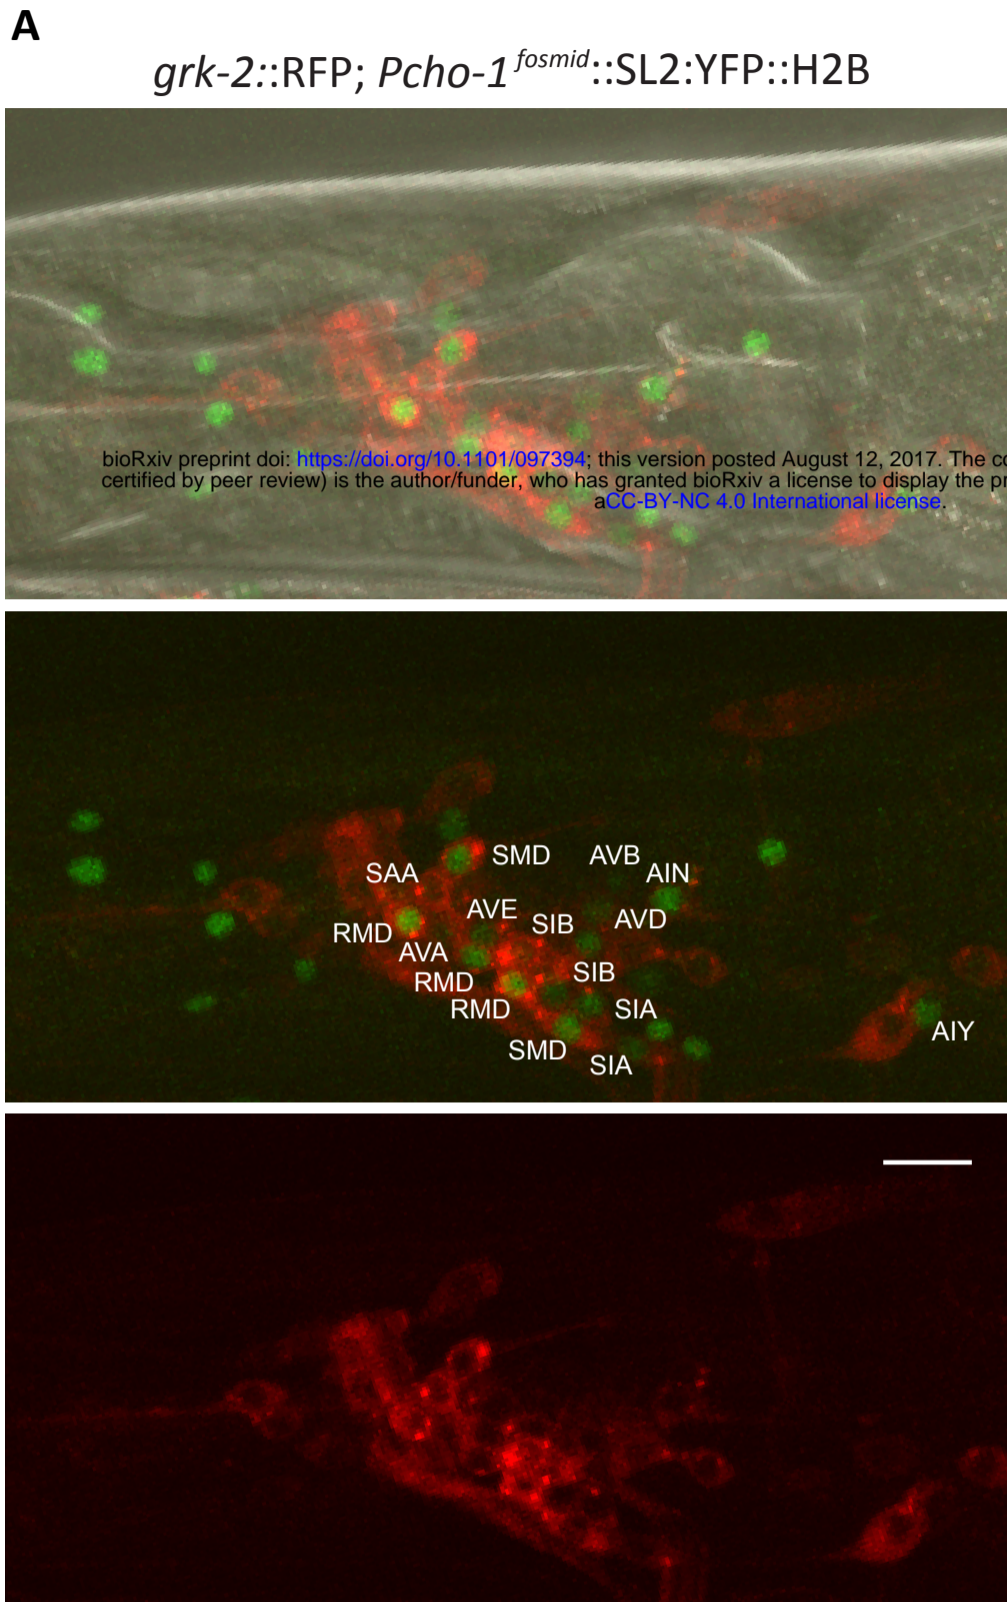 A
grk-2::RFP; Pcho-1 fosmid::SL2:YFP::H2B
bioRxiv preprint doi: https://doi.org/10.1101/097394; this version posted August 12, 2017. The
certified by peer review) is the author/funder, who has granted bioRxiv a license to display the
aCC-BY-NC 4.0 International license.
SMD
AVB
SAA
AIN
AVE
SIB
AVD
RMD
AVA
SIB
RMD
RMD
SIA
AIY
SMD
SIA